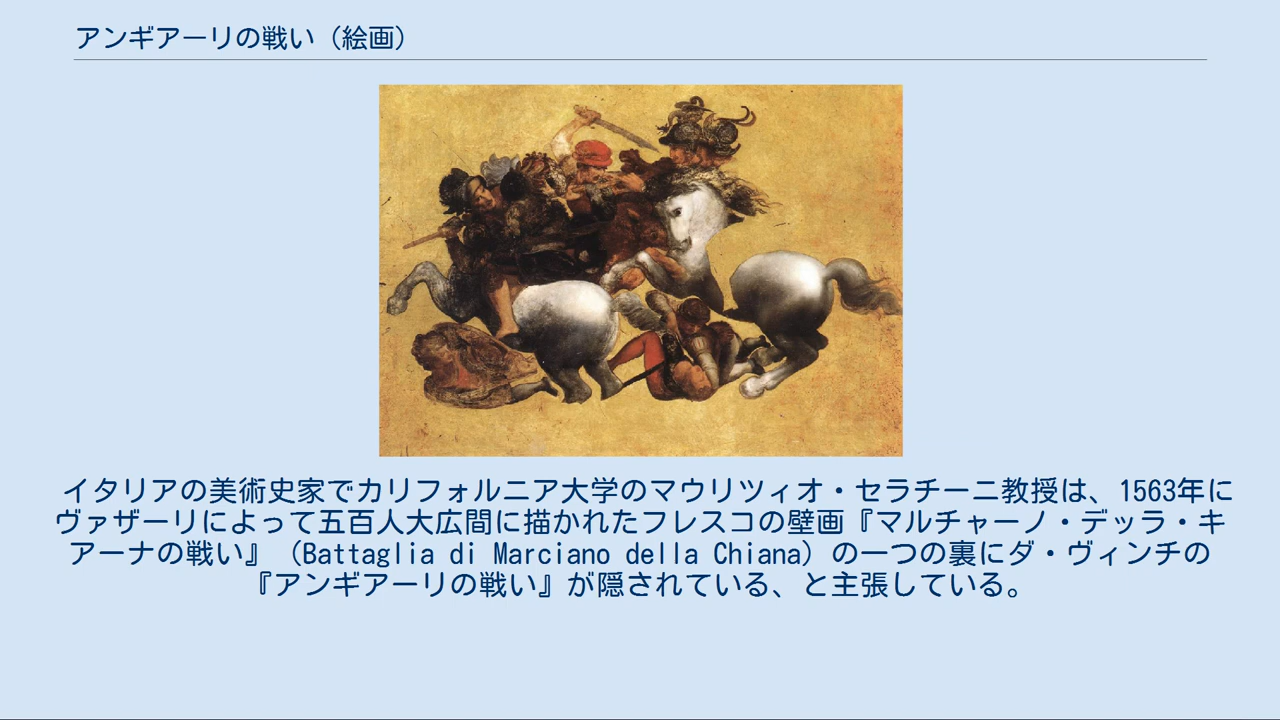 アンギアーリの戦い（絵画）
イタリアの美術史家でカリフォルニア大学のマウリツィオ・セラチーニ教授は、1563年に
ヴァザーリによって五百人大広間に描かれたフレスコの壁画『マルチャーノ・デッラ・キ
アーナの戦い』（Battaglia di Marciano della Chiana）の一つの裏にダ・ヴィンチの
『アンギアーリの戦い』が隠されている、と主張している。